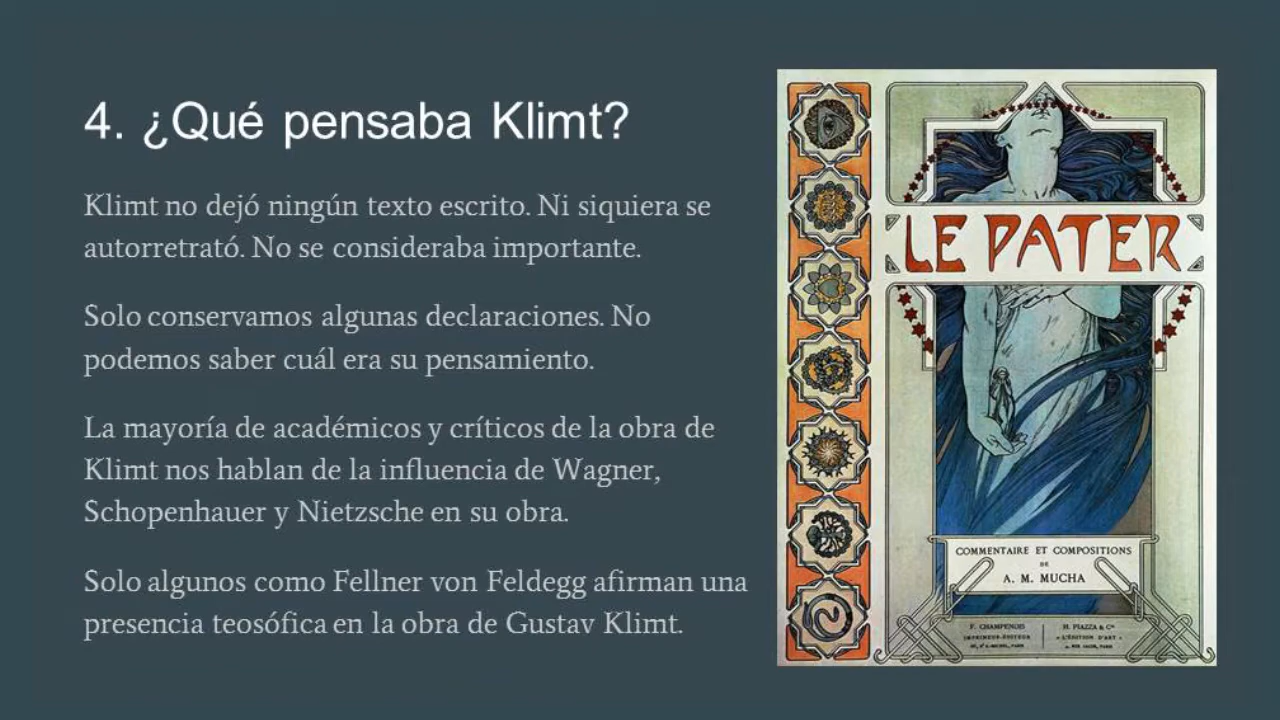 4. ¿Qué pensaba Klimt?
Klimt no dejó ningún texto escrito. Ni siquiera se
autorretrató. No se consideraba importante.
Solo conservamos algunas declaraciones. No
podemos saber cuál era su pensamiento.
La mayoría de académicos y críticos de la obra de
Klimt nos hablan de la influencia de Wagner,
Schopenhauer y Nietzsche en su obra.
Solo algunos como Fellner von Feldegg afirman una
presencia teosófica en la obra de Gustav Klimt.
LE PATER
COMMENTAIRE ET COMPOSITIONS
DE
A. M. MUCHA
F. CHAMPENOIS
IMPRIMEUR-ÉDITEUR
H. PIAZZA & Cie
« L'ÉDITION D'ART »